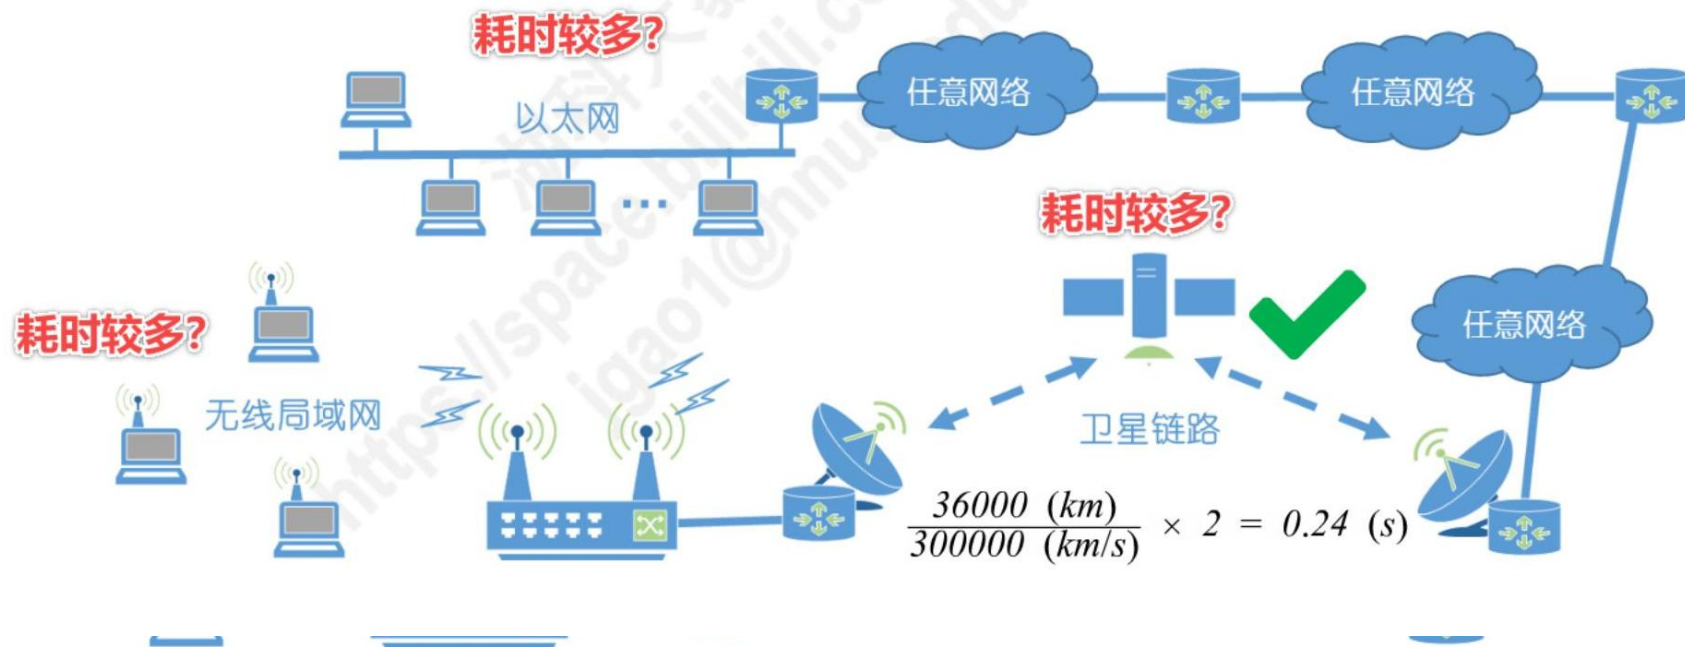 耗时较多?
以太网
任意网络
任意网络
耗时较多?
耗时较多?
任意网络
无线局域网
卫星链路
36000 (km)
300000 (km/s)
× 2 = 0.24 (s)